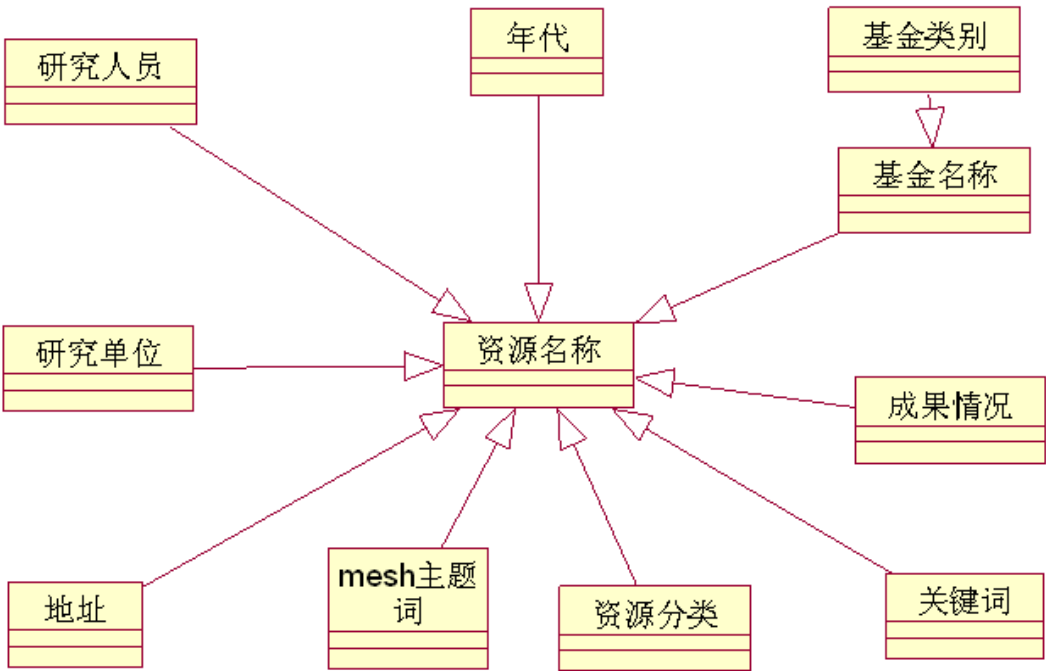 年代
基金类别
研究人员
基金名称
研究单位
资源名称
成果情况
地址
mesh主题
词
资源分类
关键词